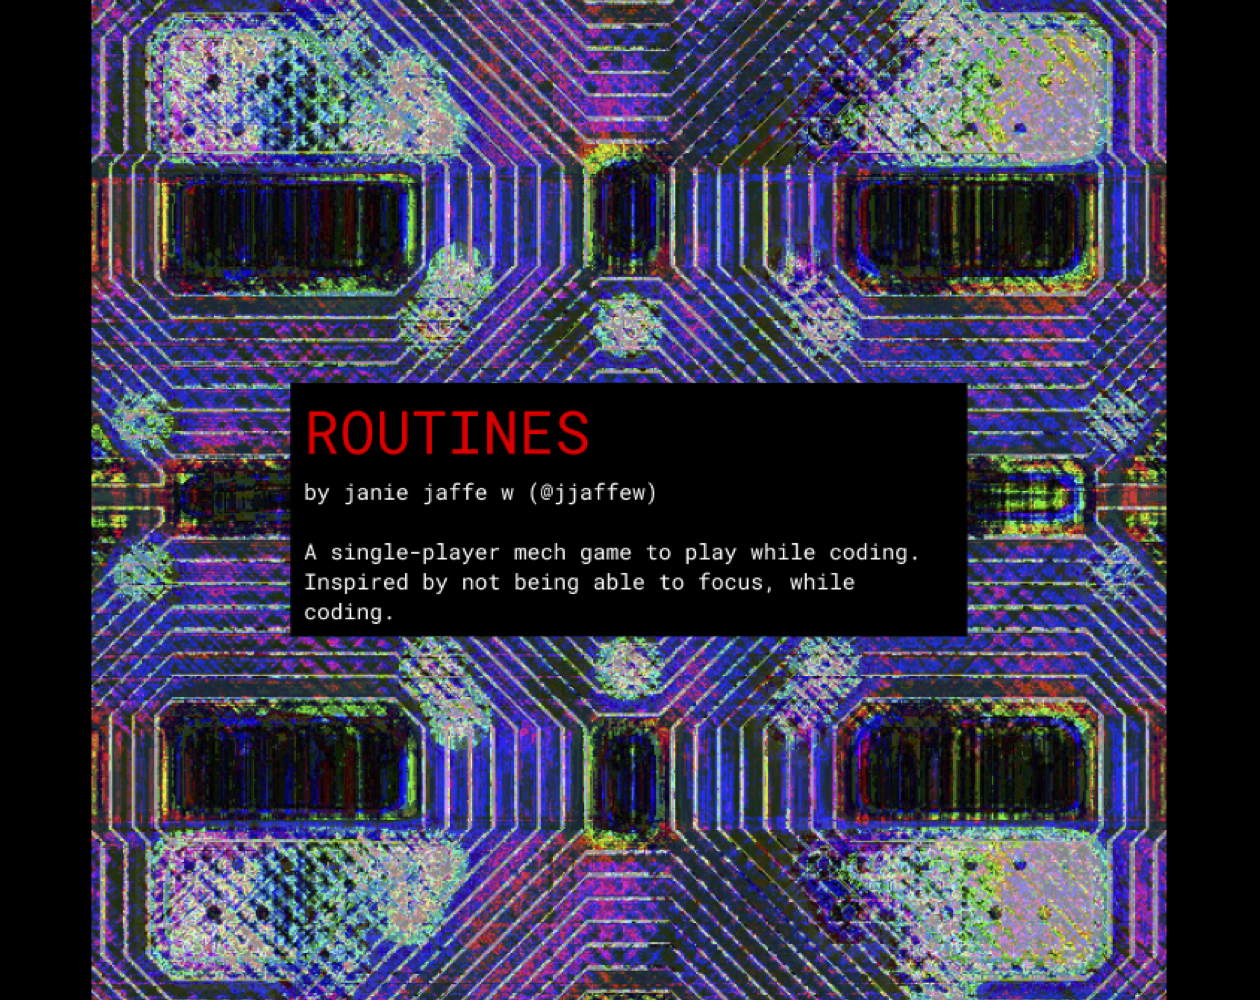 ROUTINES
by janie jaffe w (@jjaffew)
A single-player mech game to play while coding.
Inspired by not being able to focus, while
coding.